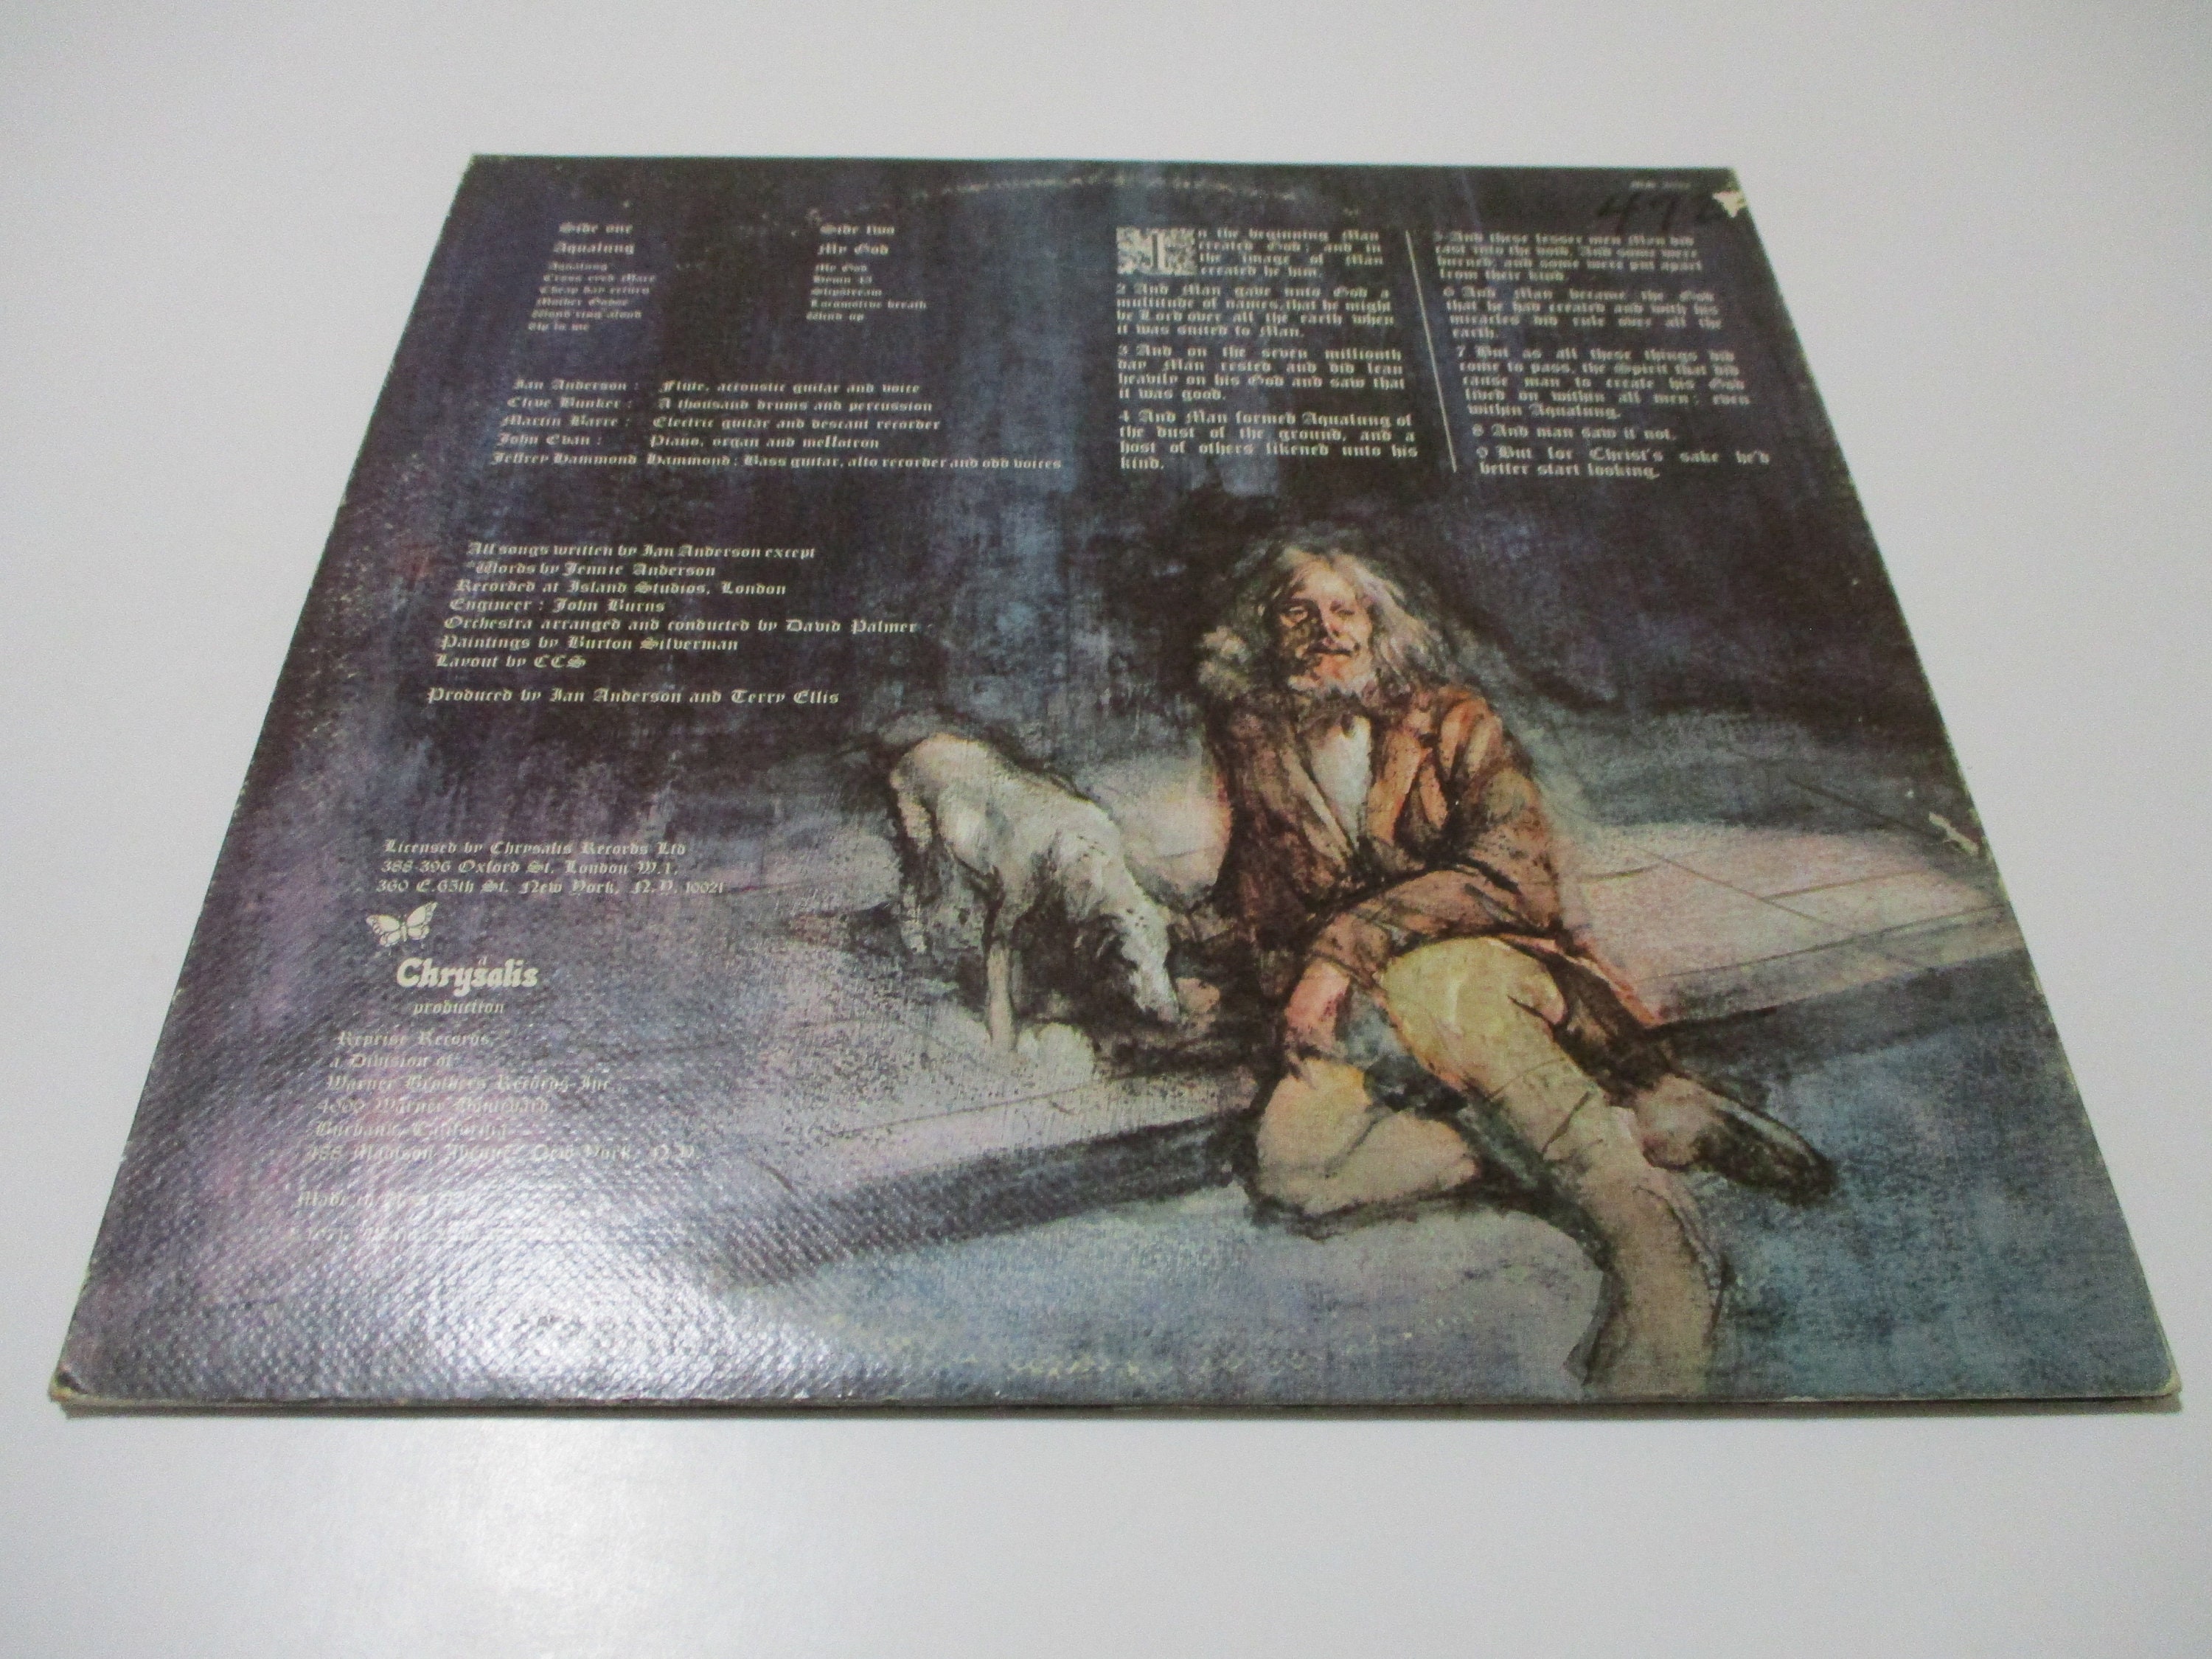 Side one
Aqualung
Aqualung
Cross eyed Mary
Cheap day return
Mother Goose
Wond'ring aloud
Up to me
Side two
My God
My God
Hymn 43
Slipstream
Locomotive breath
Wind up
Ian Anderson : Flute, accoustic guitar and voice
Clive Bunker : A thousand drums and percussion
Martin Barre : Electric guitar and descant recorder
John Evan : Piano, organ and mellotron
Jeffrey Hammond Hammond : Bass guitar, alto recorder and odd voices
All songs written by Ian Anderson except
*Words by Jennie Anderson
Recorded at Island Studios, London
Engineer : John Burns
Orchestra arranged and conducted by David Palmer
Paintings by Burton Silverman
Layout by CCS
Produced by Ian Anderson and Terry Ellis
In the beginning Man
created God ; and in
the image of Man
created he him.
2 And Man gave unto God a
multitude of names, that he might
be Lord over all the earth when
it was suited to Man.
3 And on the seven millionth
day Man rested and did lean
heavily on his God and saw that
it was good.
4 And Man formed Aqualung of
the dust of the ground, and a
host of others likened unto his
kind.
5 And these lesser men Man did
cast into the void. And some were
burned, and some were put apart
from their kind.
6 And Man became the God
that he had created and with his
miracles did rule over all the
earth.
7 But as all these things did
come to pass, the Spirit that did
cause man to create his God
lived on within all men : even
within Aqualung.
8 And man saw it not.
9 But for Christ's sake he'd
better start looking.
Licensed by Chrysalis Records Ltd
388-396 Oxford St. London W.1.
360 E.65th St. New York, N.Y. 10021
a
Chrysalis
production
Reprise Records,
a Division of
Warner Brothers Records Inc.
4000 Warner Boulevard,
Burbank, California
488 Madison Avenue, New York, N.Y.
Made in